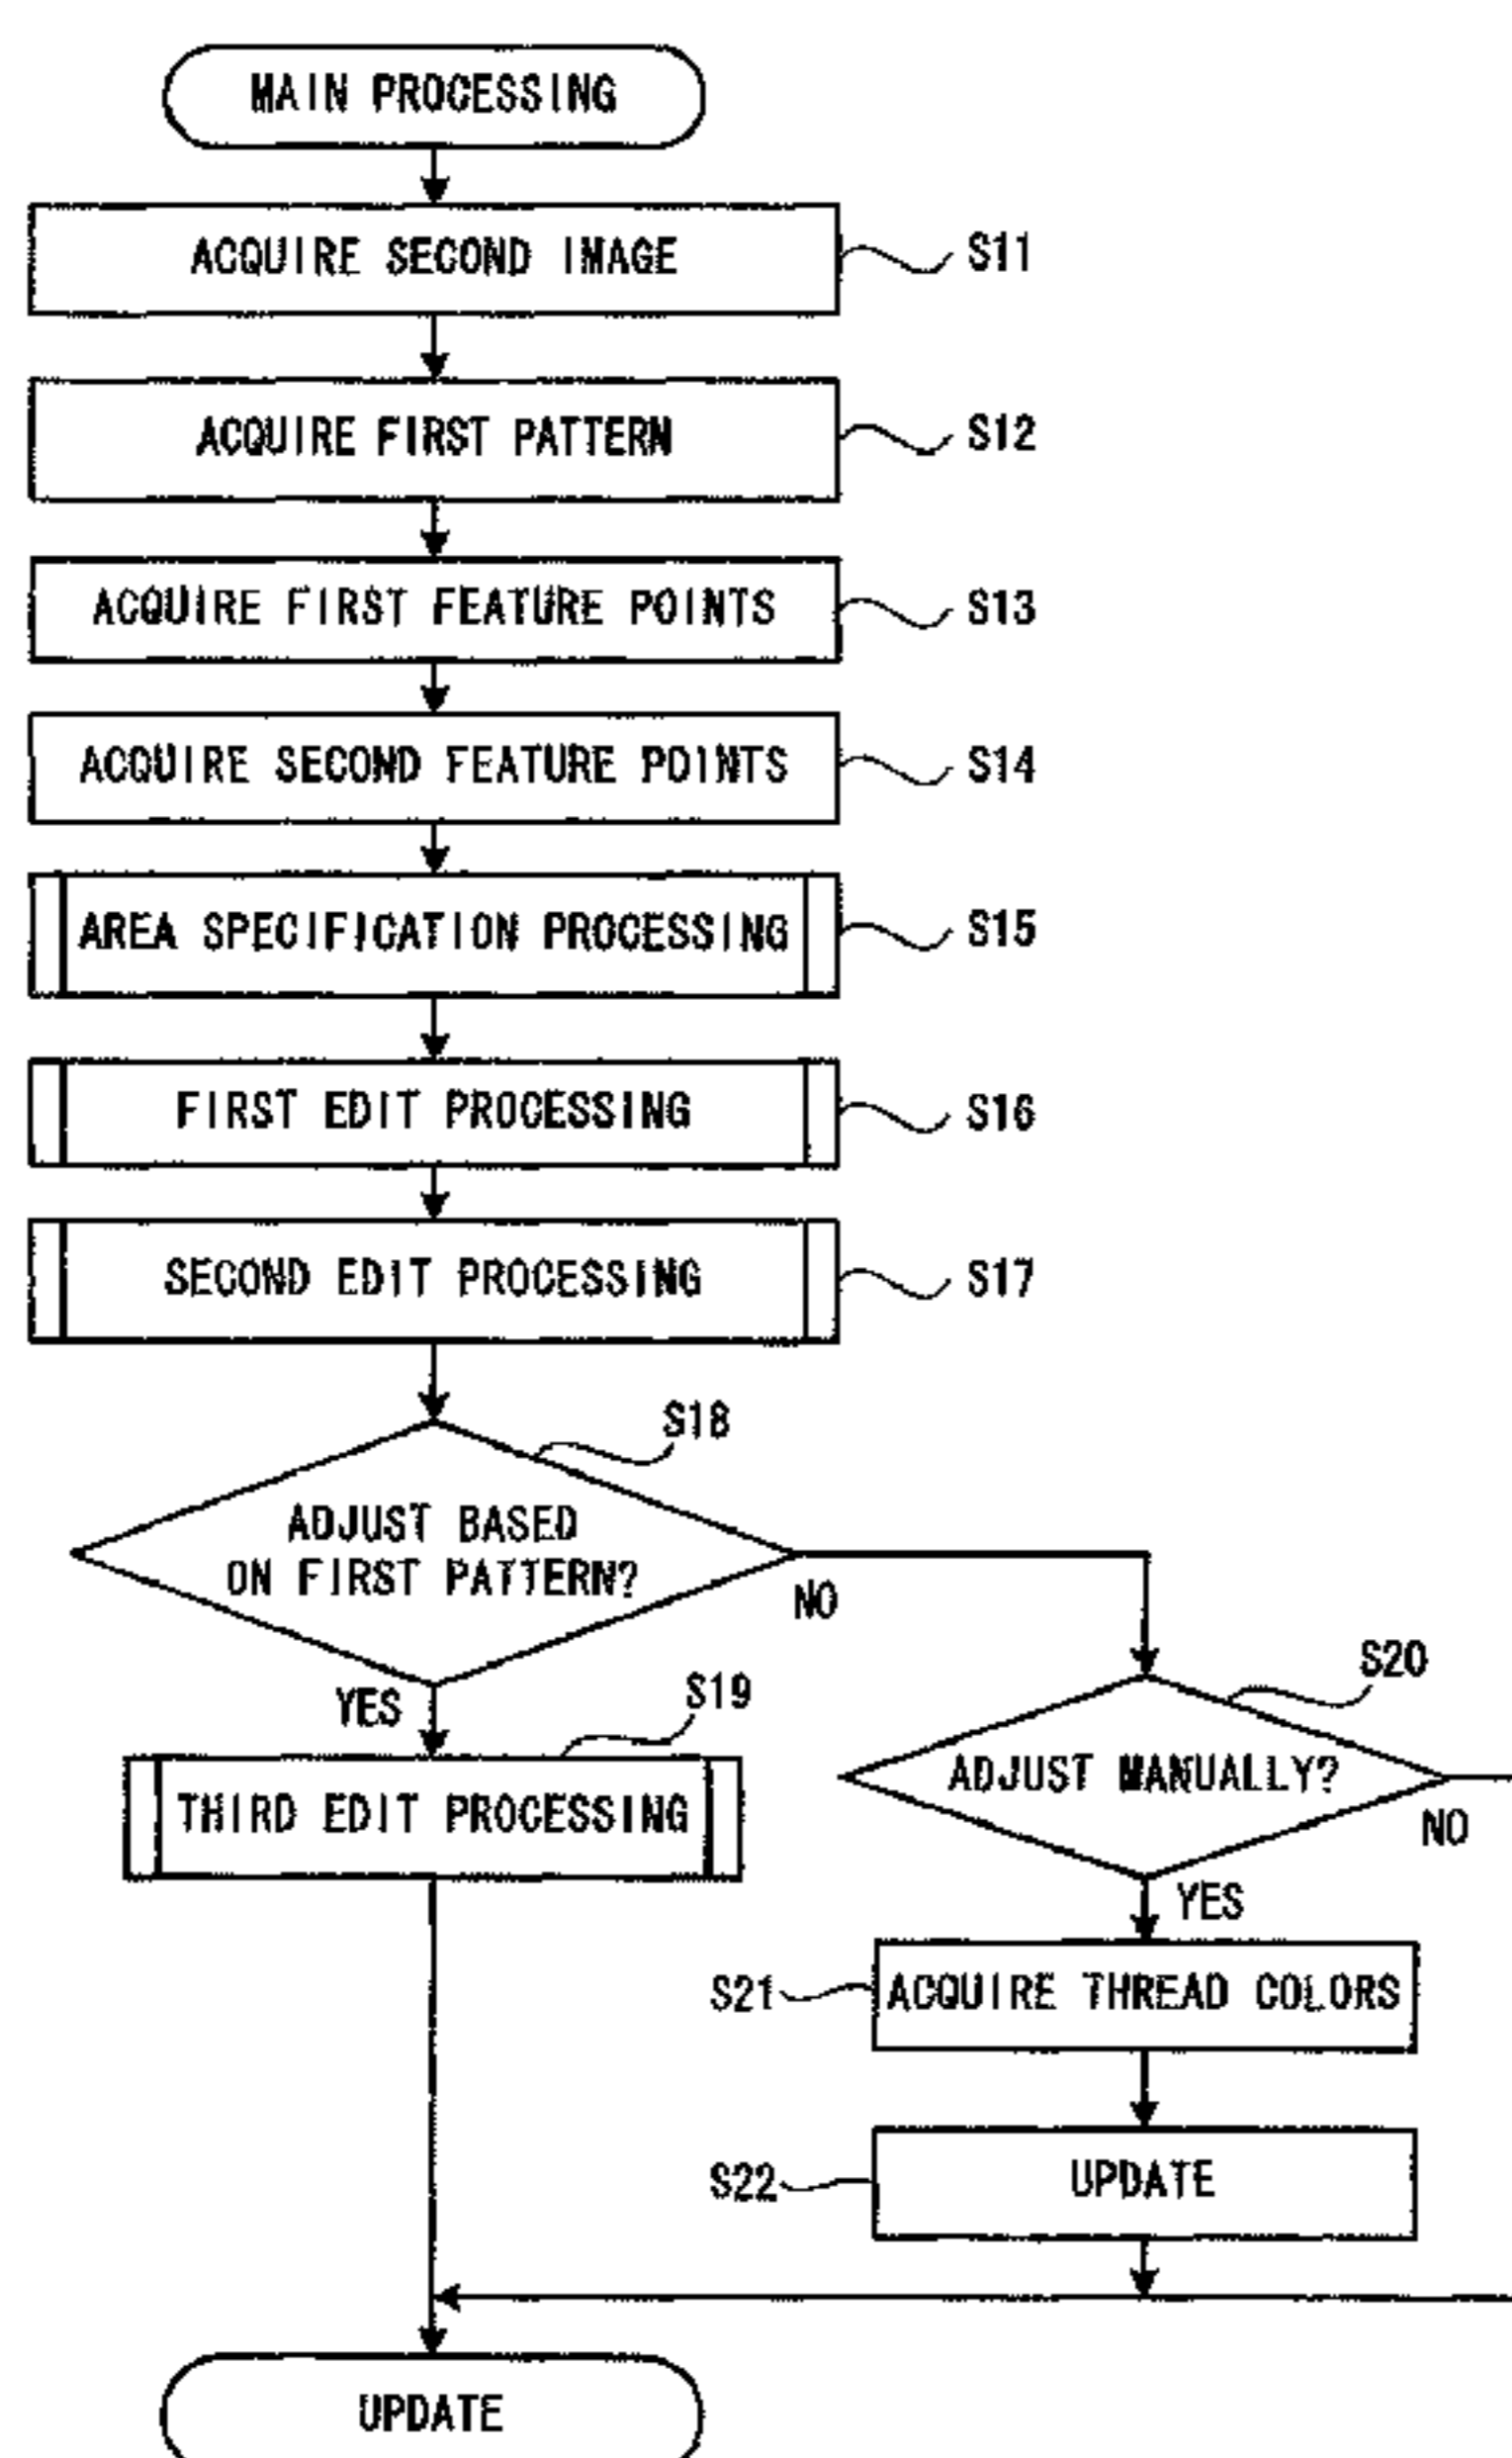 MAIN PROCESSING
ACQUIRE SECOND IMAGE
S11
ACQUIRE FIRST PATTERN
S12
ACQUIRE FIRST FEATURE POINTS
S13
ACQUIRE SECOND FEATURE POINTS
S14
AREA SPECIFICATION PROCESSING
S15
FIRST EDIT PROCESSING
S16
SECOND EDIT PROCESSING
S17
S18
ADJUST BASED
ON FIRST PATTERN?
NO
YES
S19
THIRD EDIT PROCESSING
S20
ADJUST MANUALLY?
NO
YES
S21
ACQUIRE THREAD COLORS
S22
UPDATE
UPDATE